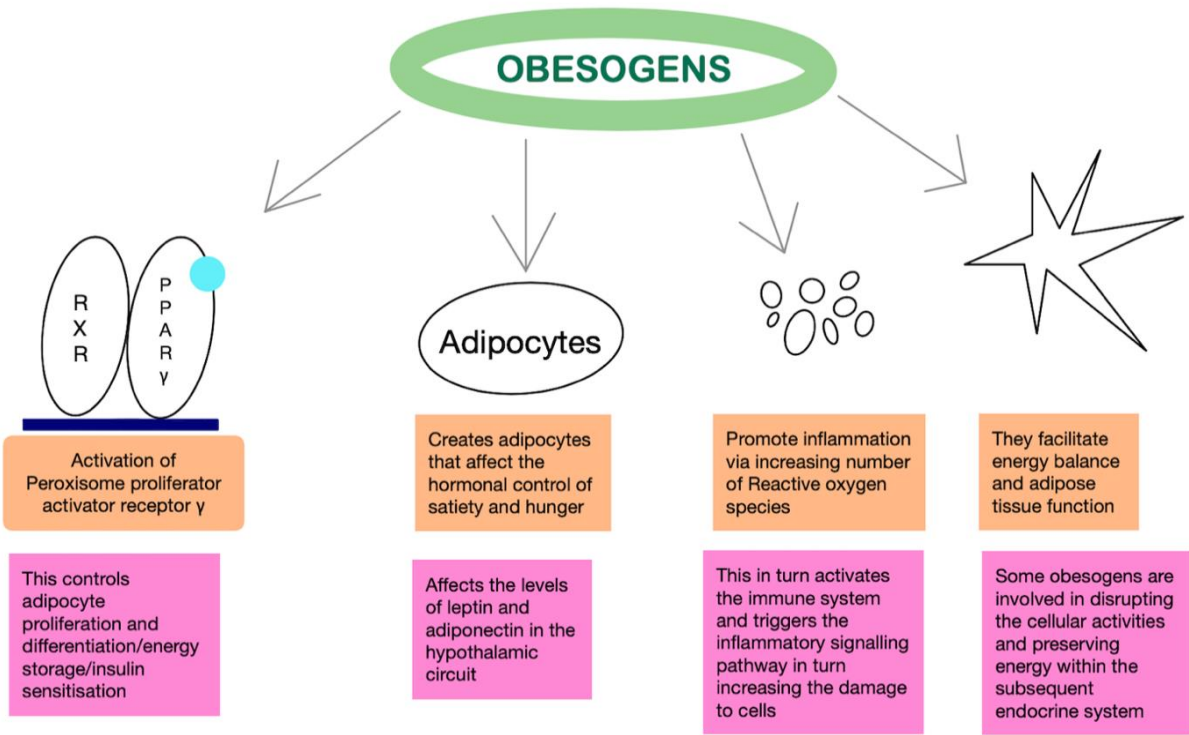 OBESOGENS
R
X
R
P
P
A
R
γ
Adipocytes
Activation of
Peroxisome proliferator
activator receptor γ
Creates adipocytes
that affect the
hormonal control of
satiety and hunger
Promote inflammation
via increasing number
of Reactive oxygen
species
They facilitate
energy balance
and adipose
tissue function
This controls
adipocyte
proliferation and
differentiation/energy
storage/insulin
sensitisation
Affects the levels
of leptin and
adiponectin in the
hypothalamic
circuit
This in turn activates
the immune system
and triggers the
inflammatory signalling
pathway in turn
increasing the damage
to cells
Some obesogens are
involved in disrupting
the cellular activities
and preserving
energy within the
subsequent
endocrine system